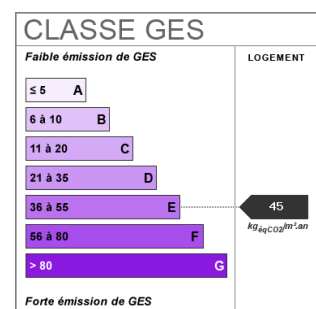 CLASSE GES
Faible émission de GES
LOGEMENT
≤ 5 A
6 à 10 B
11 à 20 C
21 à 35 D
36 à 55 E
45
kgéqCO2/m².an
56 à 80 F
> 80 G
Forte émission de GES